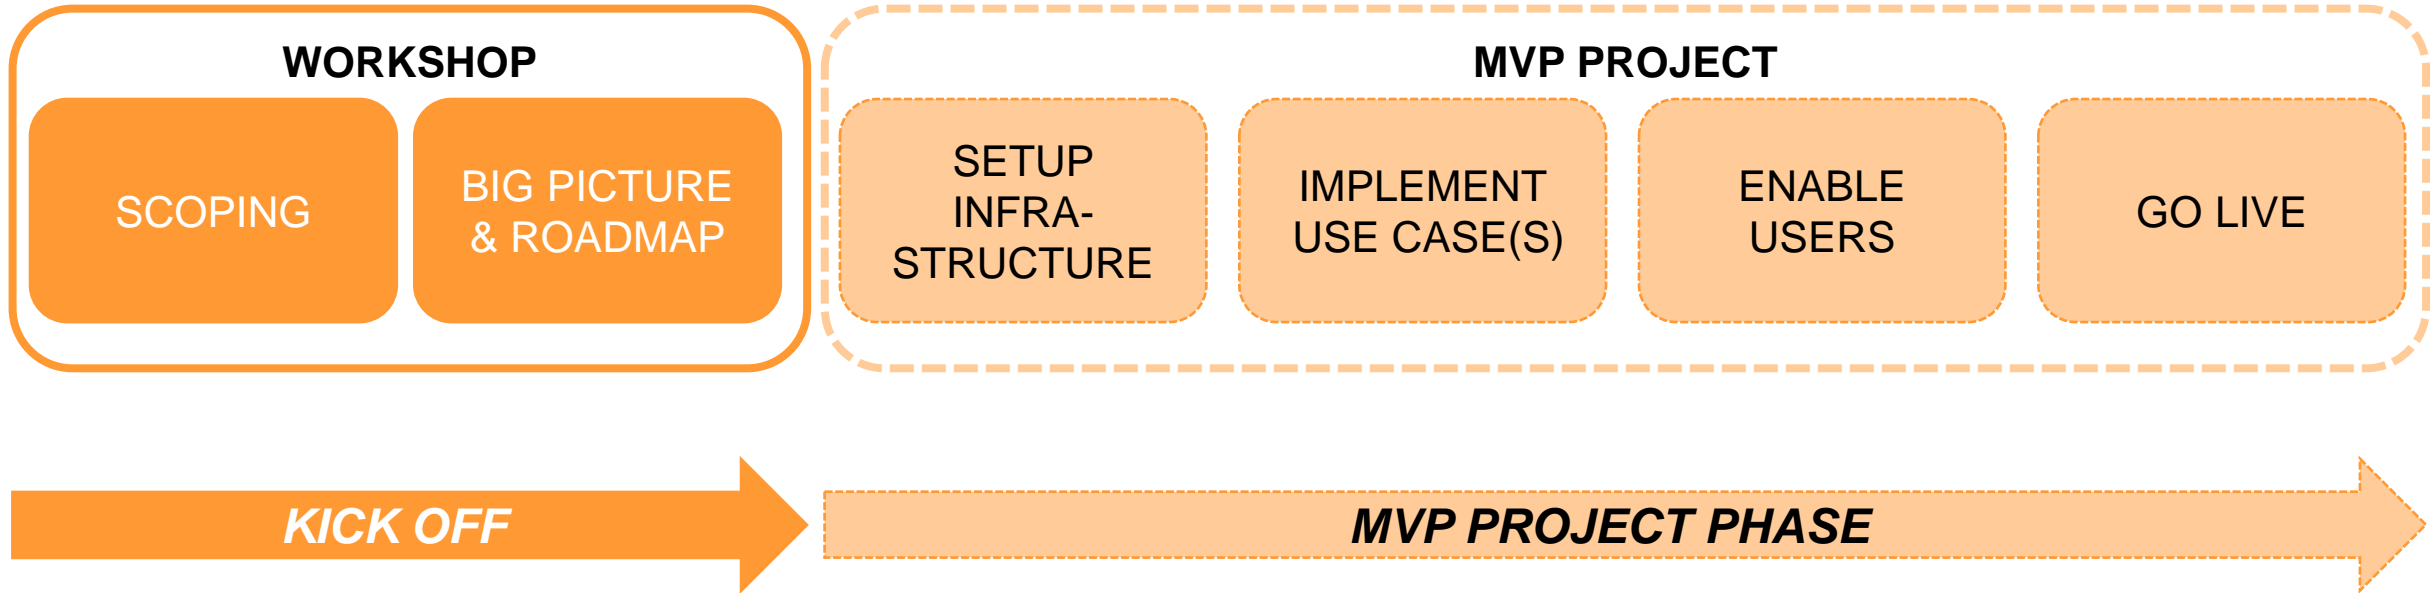 WORKSHOP
SCOPING
BIG PICTURE
& ROADMAP
MVP PROJECT
SETUP
INFRA-
STRUCTURE
IMPLEMENT
USE CASE(S)
ENABLE
USERS
GO LIVE
KICK OFF
MVP PROJECT PHASE